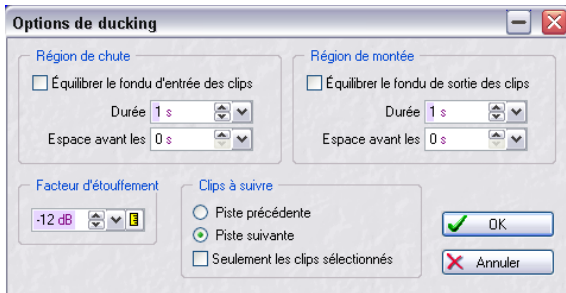 Options de ducking
Région de chute
Équilibrer le fondu d'entrée des clips
Durée 1 s
Espace avant les 0 s
Région de montée
Équilibrer le fondu de sortie des clips
Durée 1 s
Espace avant les 0 s
Facteur d'étouffement
-12 dB
Clips à suivre
Piste précédente
Piste suivante
Seulement les clips sélectionnés
OK
Annuler